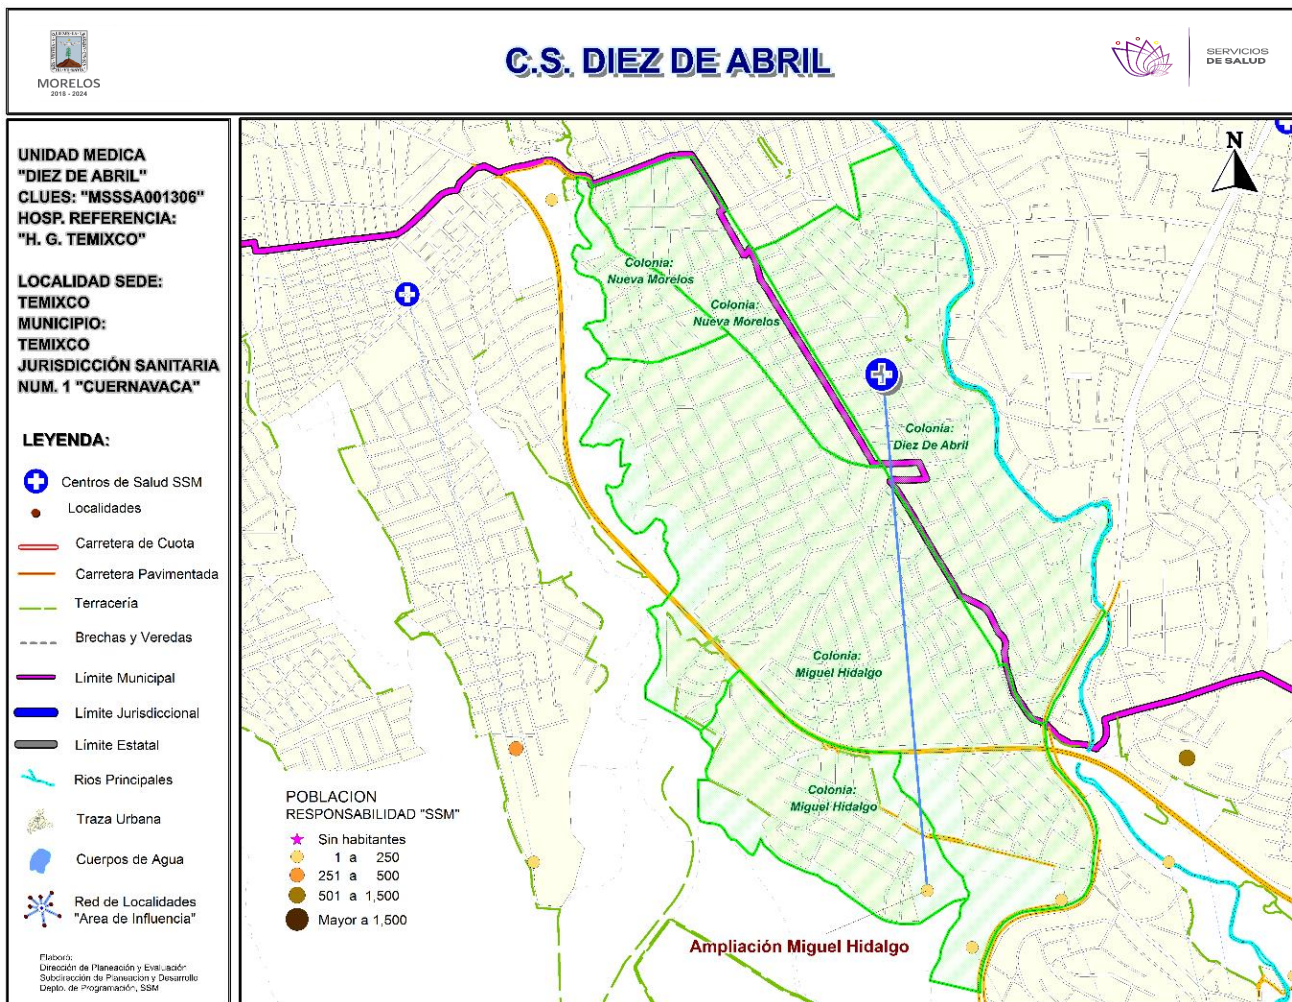 MORELOS
2018 - 2024
C.S. DIEZ DE ABRIL
SERVICIOS
DE SALUD
UNIDAD MEDICA
"DIEZ DE ABRIL"
CLUES: "MSSSA001306"
HOSP. REFERENCIA:
"H. G. TEMIXCO"
LOCALIDAD SEDE:
TEMIXCO
MUNICIPIO:
TEMIXCO
JURISDICCIÓN SANITARIA
NUM. 1 "CUERNAVACA"
LEYENDA:
Centros de Salud SSM
Localidades
Carretera de Cuota
Carretera Pavimentada
Terracería
Brechas y Veredas
Límite Municipal
Límite Jurisdiccional
Límite Estatal
Rios Principales
Traza Urbana
Cuerpos de Agua
Red de Localidades
"Area de Influencia"
Elaboró:
Dirección de Planeación y Evaluación
Subdirección de Planeacion y Desarrollo
Depto. de Programación, SSM
N
Colonia:
Nueva Morelos
Colonia:
Nueva Morelos
Colonia:
Diez De Abril
Colonia:
Miguel Hidalgo
Colonia:
Miguel Hidalgo
Ampliación Miguel Hidalgo
POBLACION
RESPONSABILIDAD "SSM"
Sin habitantes
1 a 250
251 a 500
501 a 1,500
Mayor a 1,500